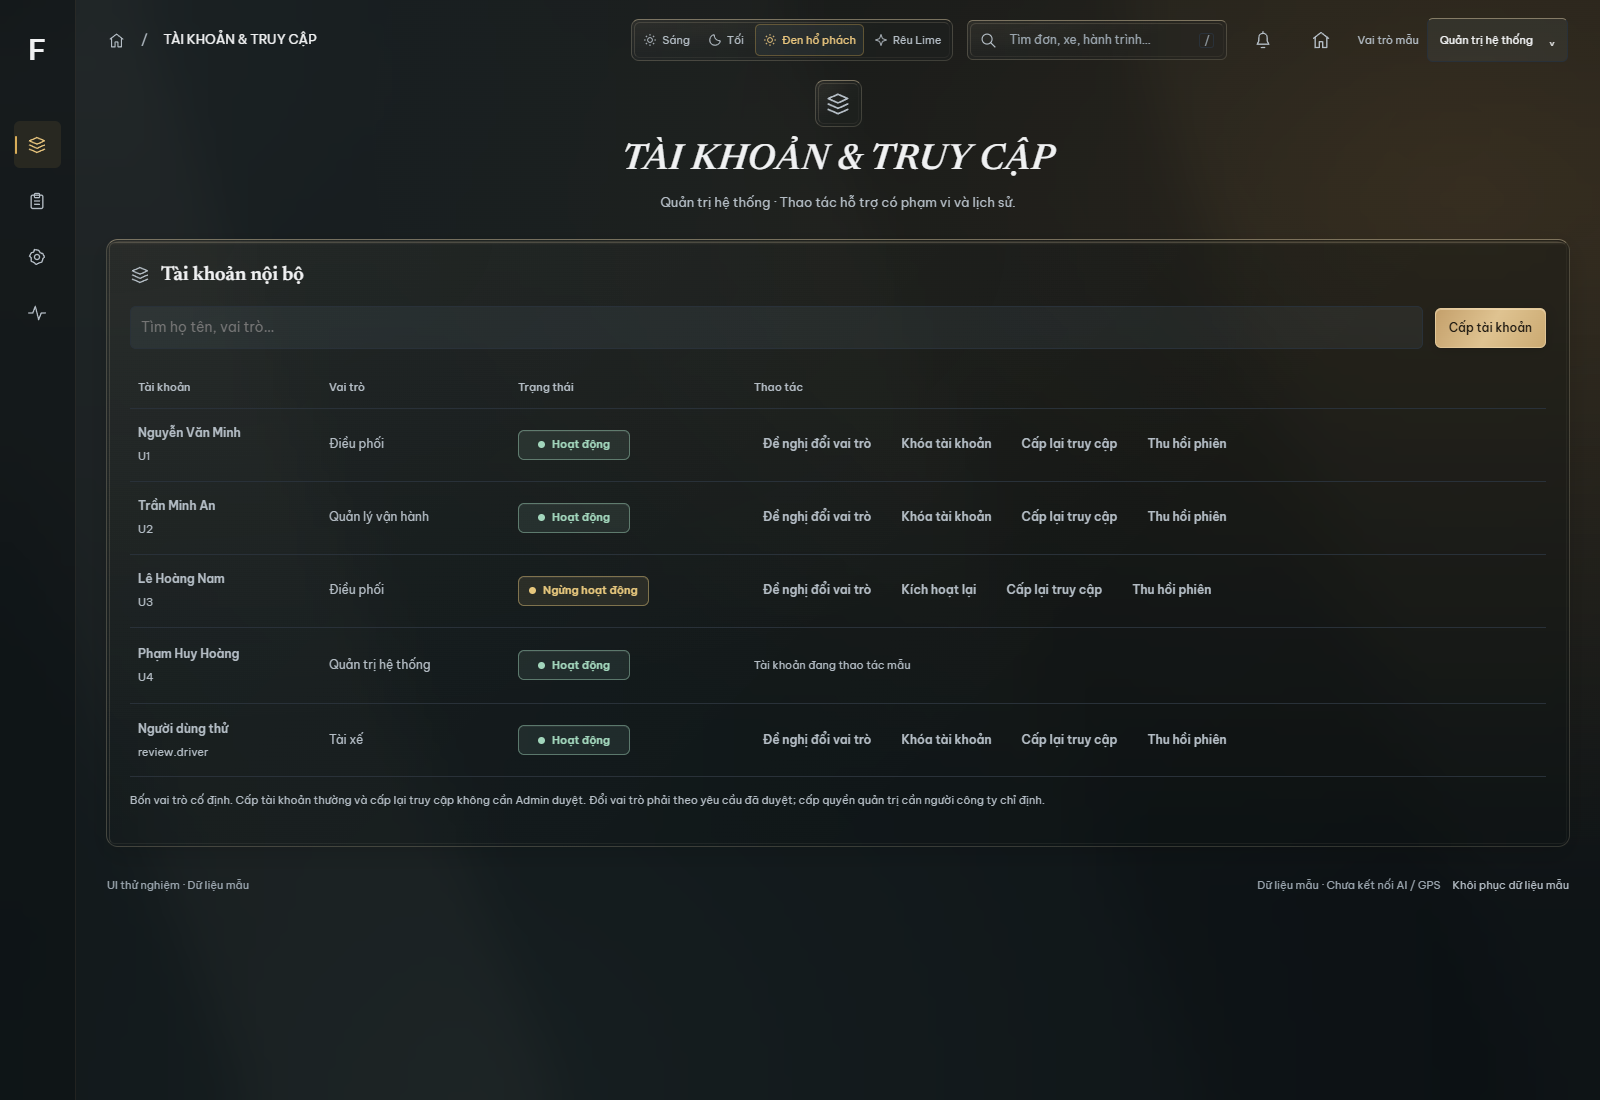 F
/ TÀI KHOẢN & TRUY CẬP
Sáng Tối Đen hổ phách Rêu Lime
Tìm đơn, xe, hành trình... /
Vai trò mẫu Quản trị hệ thống
TÀI KHOẢN & TRUY CẬP
Quản trị hệ thống · Thao tác hỗ trợ có phạm vi và lịch sử.
Tài khoản nội bộ
Tìm họ tên, vai trò... Cấp tài khoản
Tài khoản Vai trò Trạng thái Thao tác
Nguyễn Văn Minh
U1
Điều phối Hoạt động Đề nghị đổi vai trò Khóa tài khoản Cấp lại truy cập Thu hồi phiên
Trần Minh An
U2
Quản lý vận hành Hoạt động Đề nghị đổi vai trò Khóa tài khoản Cấp lại truy cập Thu hồi phiên
Lê Hoàng Nam
U3
Điều phối Ngừng hoạt động Đề nghị đổi vai trò Kích hoạt lại Cấp lại truy cập Thu hồi phiên
Phạm Huy Hoàng
U4
Quản trị hệ thống Hoạt động Tài khoản đang thao tác mẫu
Người dùng thử
review.driver
Tài xế Hoạt động Đề nghị đổi vai trò Khóa tài khoản Cấp lại truy cập Thu hồi phiên
Bốn vai trò cố định. Cấp tài khoản thường và cấp lại truy cập không cần Admin duyệt. Đổi vai trò phải theo yêu cầu đã duyệt; cấp quyền quản trị cần người công ty chỉ định.
UI thử nghiệm · Dữ liệu mẫu
Dữ liệu mẫu · Chưa kết nối AI / GPS Khôi phục dữ liệu mẫu